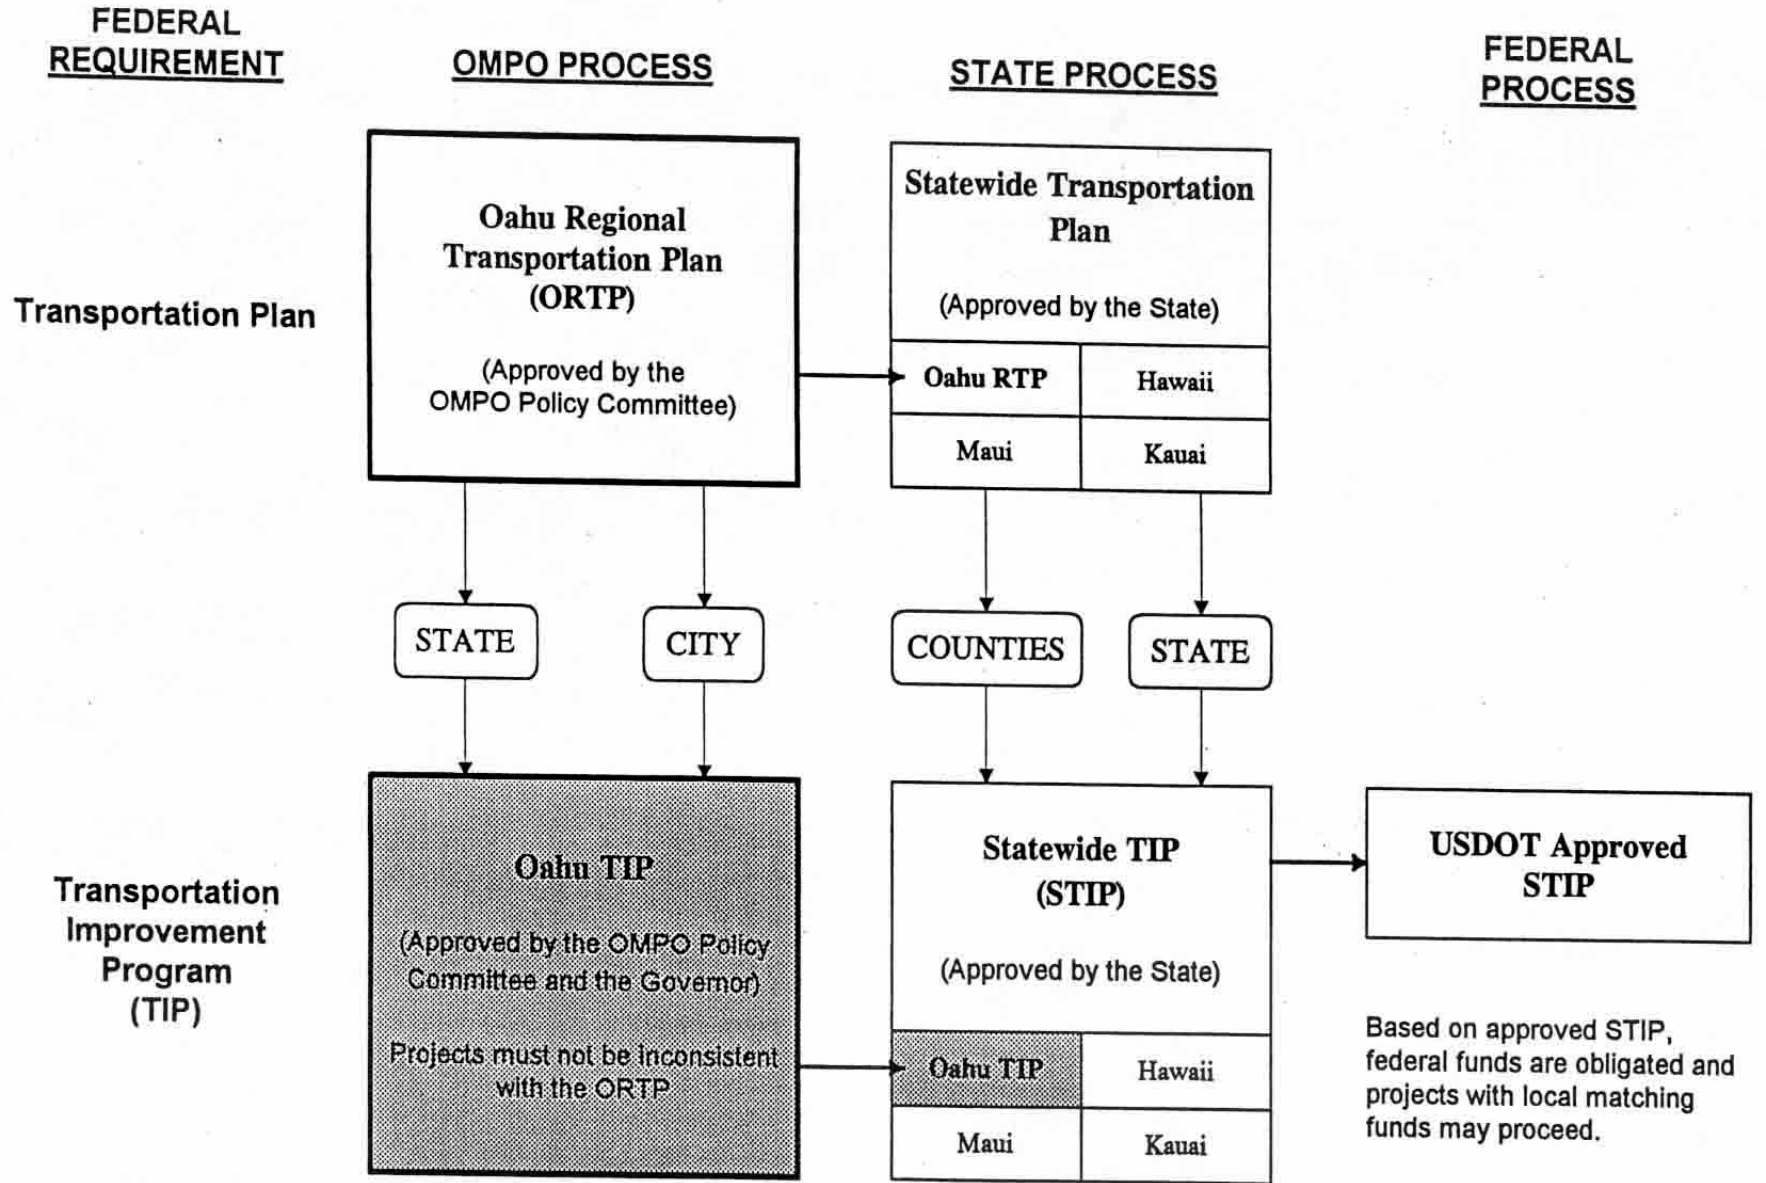 FEDERAL
REQUIREMENT
OMPO PROCESS
STATE PROCESS
FEDERAL
PROCESS
Transportation Plan
Oahu Regional
Transportation Plan
(ORTP)
(Approved by the
OMPO Policy Committee)
Statewide Transportation
Plan
(Approved by the State)
Oahu RTP
Hawaii
Maui
Kauai
STATE
CITY
COUNTIES
STATE
Transportation
Improvement
Program
(TIP)
Oahu TIP
(Approved by the OMPO Policy
Committee and the Governor)
Projects must not be inconsistent
with the ORTP
Statewide TIP
(STIP)
(Approved by the State)
Oahu TIP
Hawaii
Maui
Kauai
USDOT Approved
STIP
Based on approved STIP,
federal funds are obligated and
projects with local matching
funds may proceed.